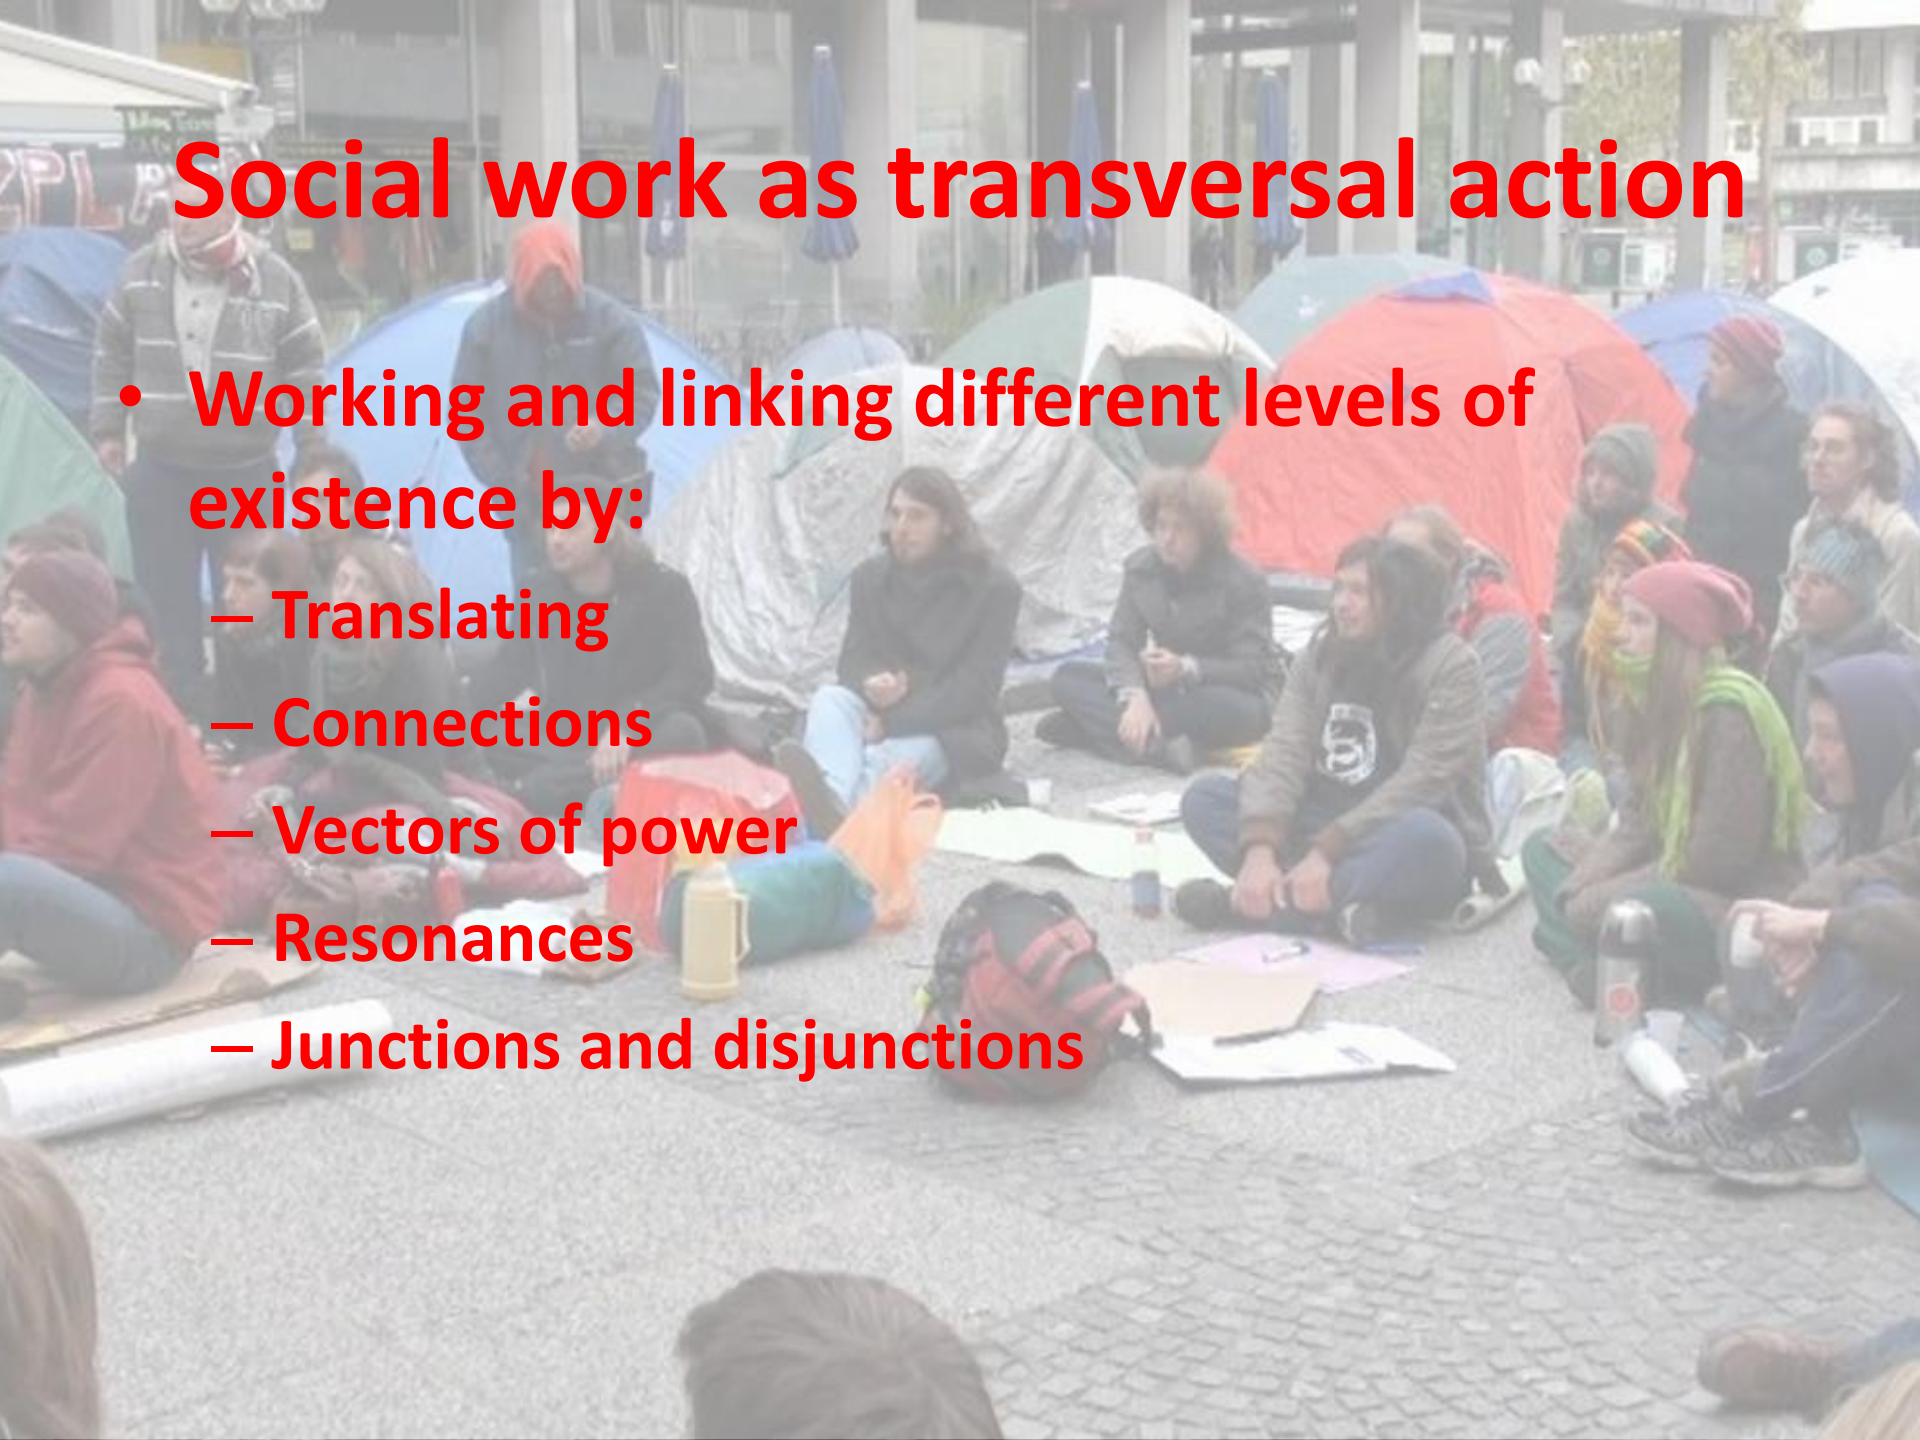 Social work as transversal action
• Working and linking different levels of
existence by:
– Translating
– Connections
– Vectors of power
– Resonances
– Junctions and disjunctions